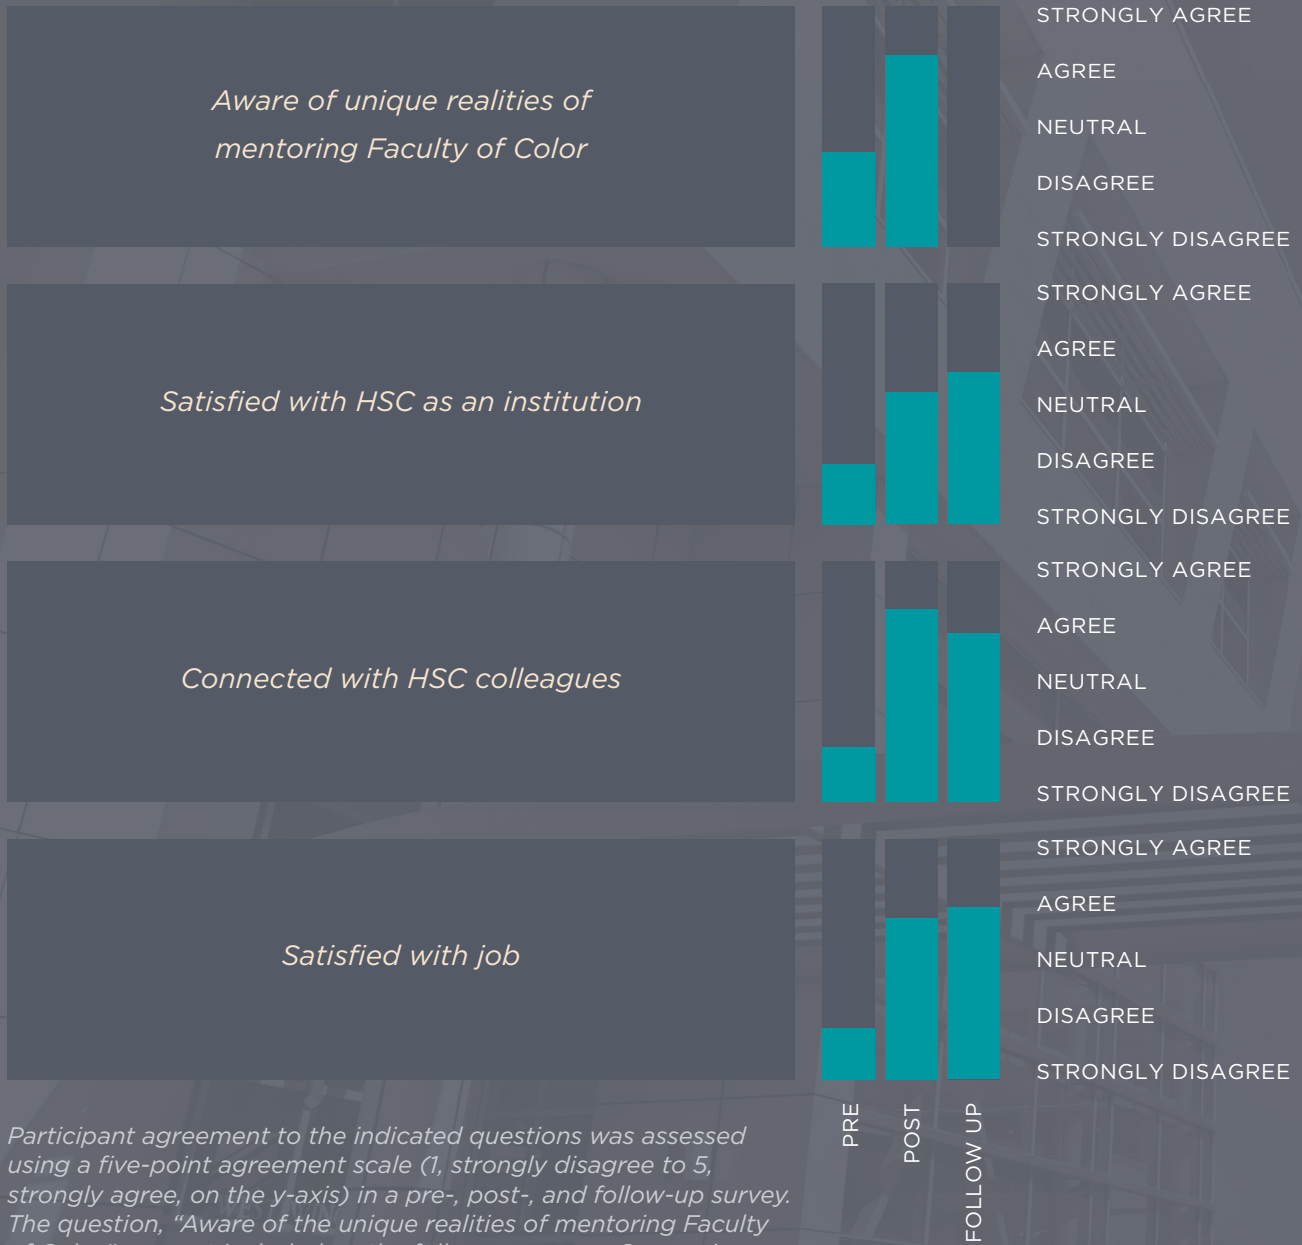 Aware of unique realities of
mentoring Faculty of Color
STRONGLY AGREE
AGREE
NEUTRAL
DISAGREE
STRONGLY DISAGREE
Satisfied with HSC as an institution
STRONGLY AGREE
AGREE
NEUTRAL
DISAGREE
STRONGLY DISAGREE
Connected with HSC colleagues
STRONGLY AGREE
AGREE
NEUTRAL
DISAGREE
STRONGLY DISAGREE
Satisfied with job
STRONGLY AGREE
AGREE
NEUTRAL
DISAGREE
STRONGLY DISAGREE
PRE
POST
FOLLOW UP
Participant agreement to the indicated questions was assessed
using a five-point agreement scale (1, strongly disagree to 5,
strongly agree, on the y-axis) in a pre-, post-, and follow-up survey.
The question, “Aware of the unique realities of mentoring Faculty